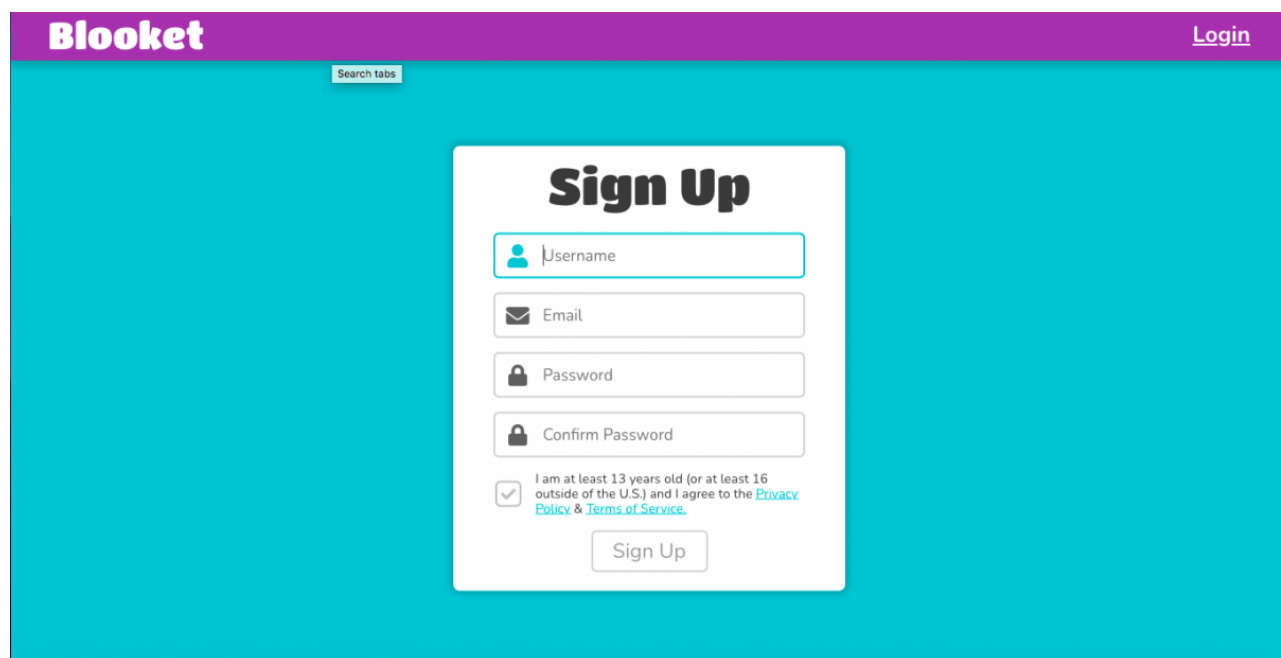 Blooket
Login
Search tabs
Sign Up
Username
Email
Password
Confirm Password
I am at least 13 years old (or at least 16
outside of the U.S.) and I agree to the Privacy
Policy & Terms of Service.
Sign Up